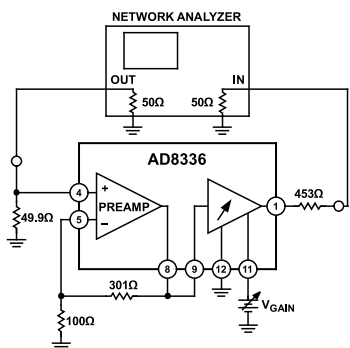 NETWORK ANALYZER
OUT IN
50Ω 50Ω
AD8336
4 + PREAMP 1 453Ω
49.9Ω 5 –
8 9 12 11
301Ω
100Ω
VGAIN